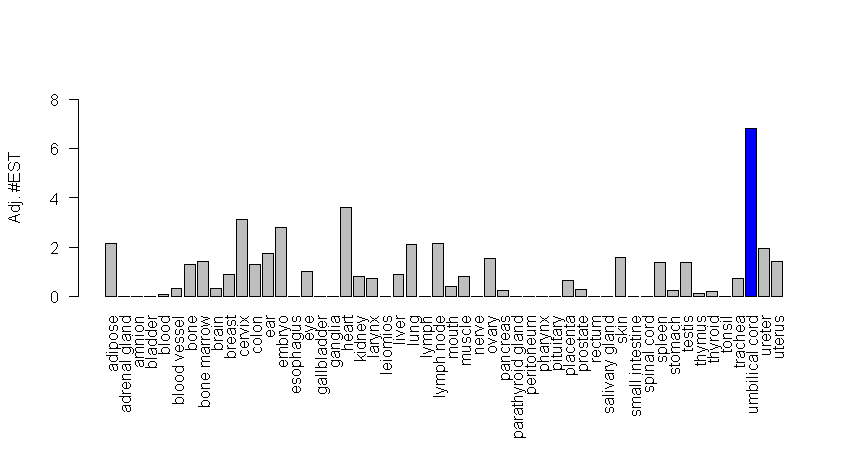 8
6
4
2
0
Adj. #EST
adipose
adrenal gland
amnion
bladder
blood
blood vessel
bone
bone marrow
brain
breast
cervix
colon
ear
embryo
esophagus
eye
gallbladder
ganglia
heart
kidney
larynx
leiomios
liver
lung
lymph
lymph node
mouth
muscle
nerve
ovary
pancreas
parathyroid gland
peritoneum
pharynx
pituitary
placenta
prostate
rectum
salivary gland
skin
small intestine
spinal cord
spleen
stomach
testis
thymus
thyroid
tonsil
trachea
umbilical cord
ureter
uterus